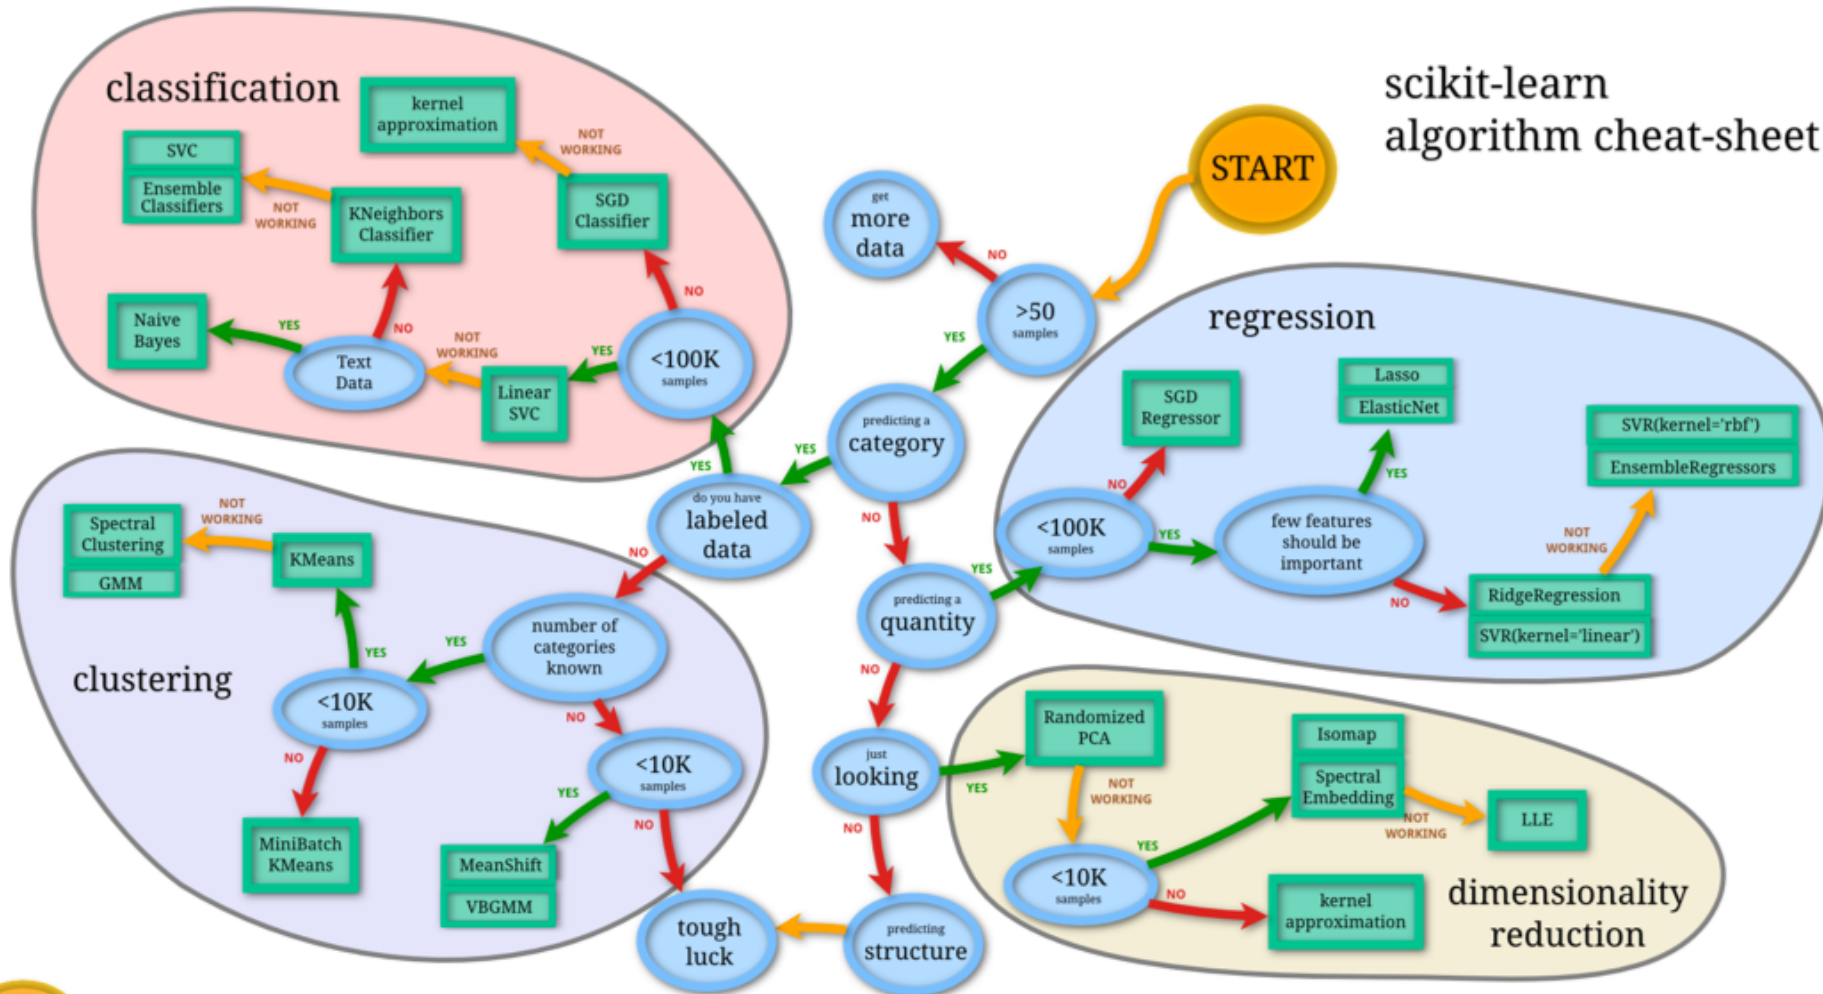 scikit-learn
algorithm cheat-sheet
START
>50
samples
NO
get
more
data
YES
predicting a
category
YES
do you have
labeled
data
YES
classification
<100K
samples
NO
SGD
Classifier
NOT
WORKING
kernel
approximation
YES
Linear
SVC
NOT
WORKING
Text
Data
YES
Naive
Bayes
NO
KNeighbors
Classifier
NOT
WORKING
SVC
Ensemble
Classifiers
NO
clustering
number of
categories
known
YES
<10K
samples
YES
KMeans
NOT
WORKING
Spectral
Clustering
GMM
NO
MiniBatch
KMeans
NO
<10K
samples
YES
MeanShift
VBGMM
NO
tough
luck
NO
predicting a
quantity
YES
regression
<100K
samples
NO
SGD
Regressor
YES
few features
should be
important
YES
Lasso
ElasticNet
NO
RidgeRegression
SVR(kernel='linear')
NOT
WORKING
SVR(kernel='rbf')
EnsembleRegressors
NO
just
looking
YES
dimensionality
reduction
Randomized
PCA
NOT
WORKING
<10K
samples
YES
Isomap
Spectral
Embedding
NOT
WORKING
LLE
NO
kernel
approximation
NO
predicting
structure